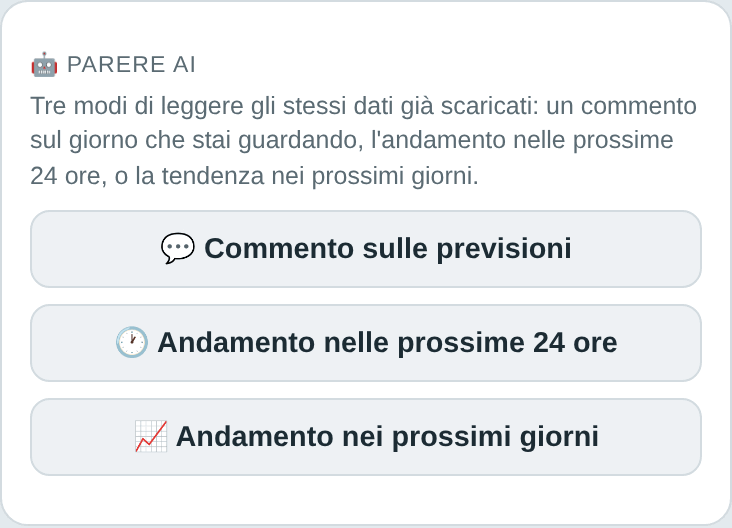 🤖 PARERE AI
Tre modi di leggere gli stessi dati già scaricati: un commento
sul giorno che stai guardando, l'andamento nelle prossime
24 ore, o la tendenza nei prossimi giorni.
💬 Commento sulle previsioni
🕐 Andamento nelle prossime 24 ore
📈 Andamento nei prossimi giorni